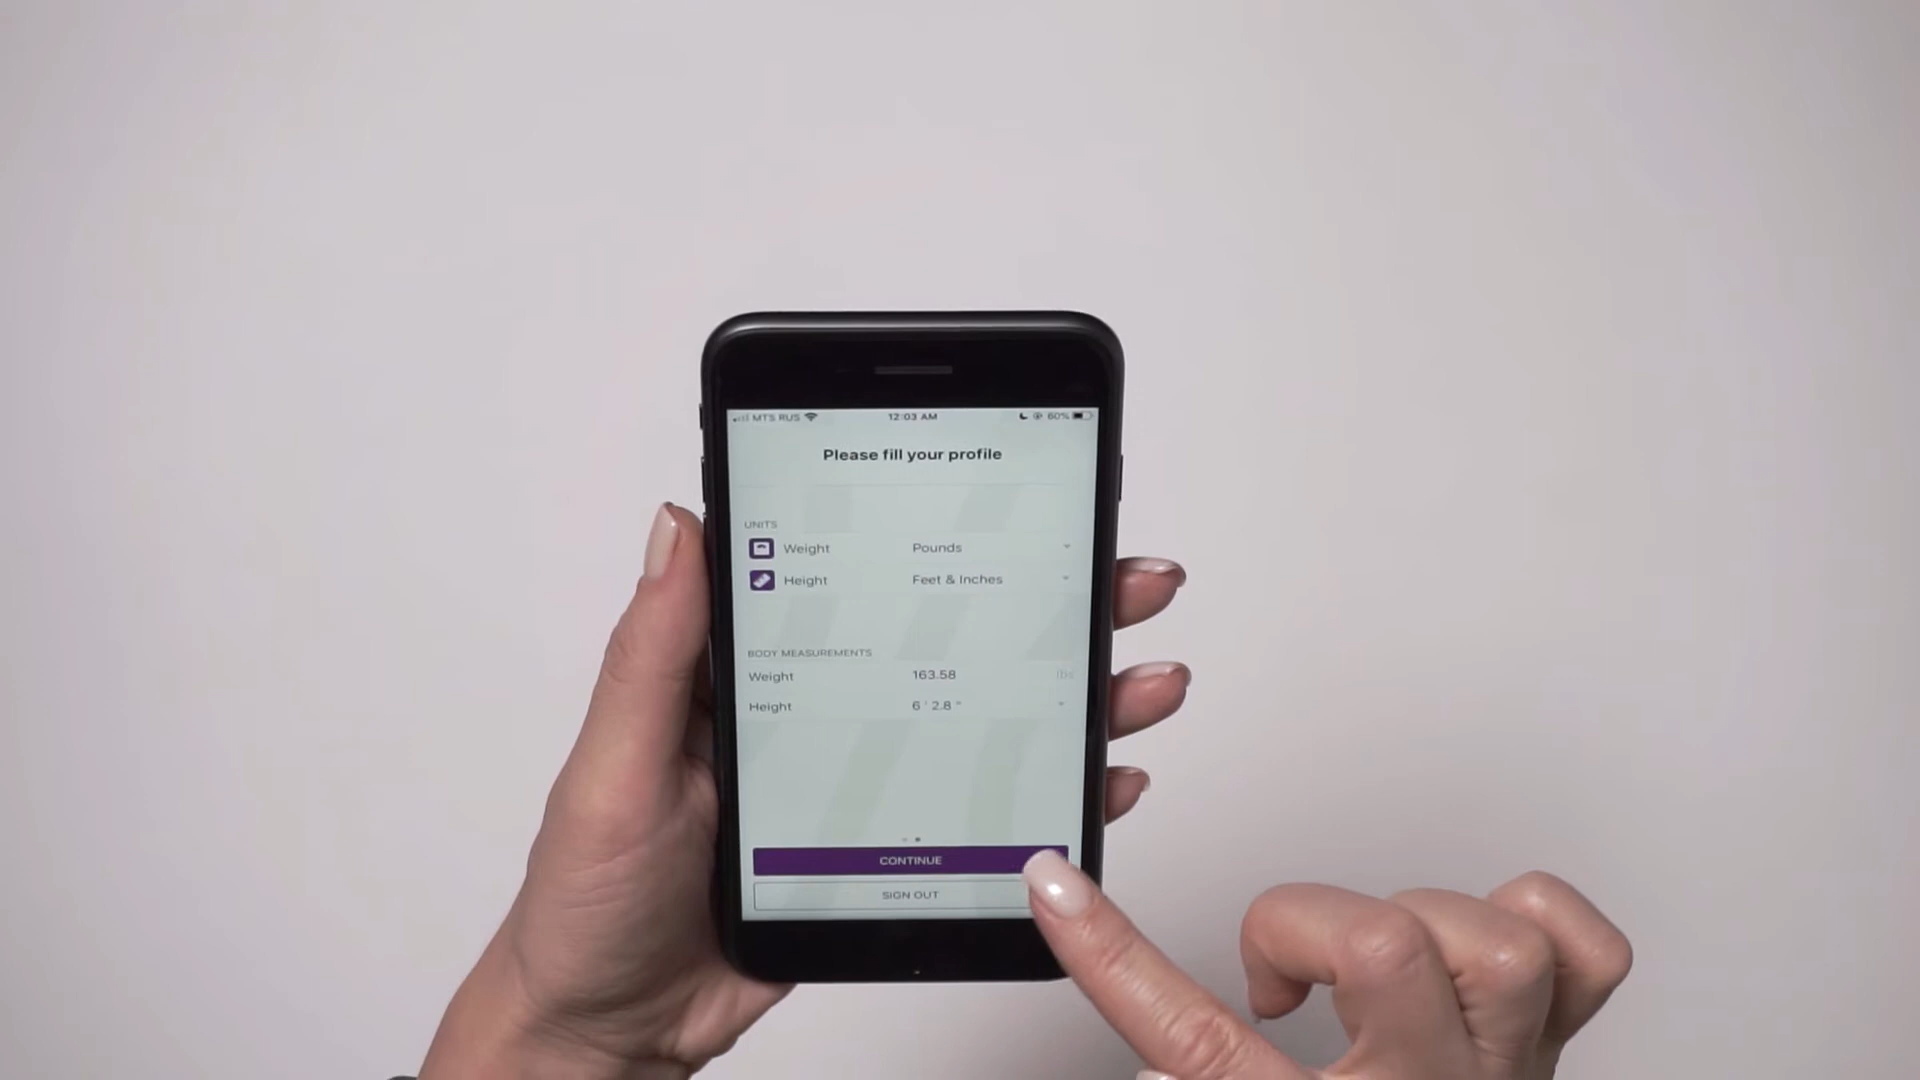 MTS RUS 12:03 AM 60%
Please fill your profile
UNITS
Weight Pounds
Height Feet & Inches
BODY MEASUREMENTS
Weight 163.58 lbs
Height 6 ' 2.8 "
CONTINUE
SIGN OUT